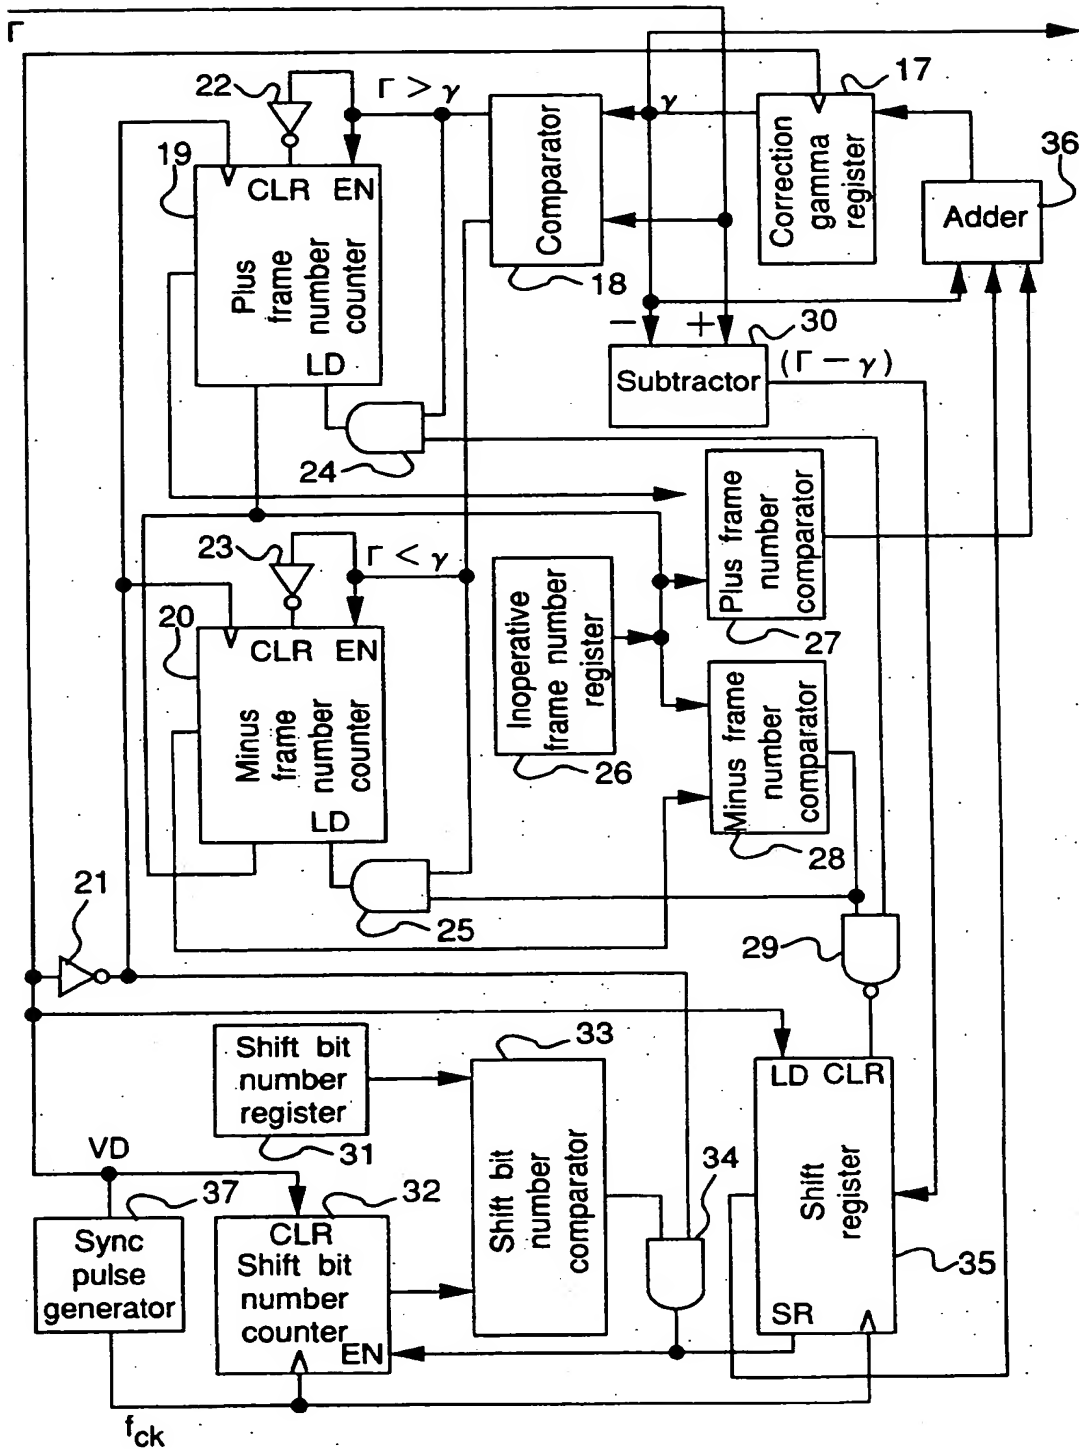 Γ
22
Γ > γ
γ
17
19
CLR EN
Plus
frame
number
counter
LD
Comparator
18
Correction
gamma
register
36
Adder
− +
30
Subtractor
(Γ − γ)
24
23
Γ < γ
20
CLR EN
Minus
frame
number
counter
LD
Inoperative
frame number
register
26
Plus frame
number
comparator
27
Minus frame
number
comparator
28
21
25
29
Shift bit
number
register
31
33
Shift bit
number
comparator
34
LD CLR
Shift
register
SR
35
VD
37
Sync
pulse
generator
32
CLR
Shift bit
number
counter
EN
fck